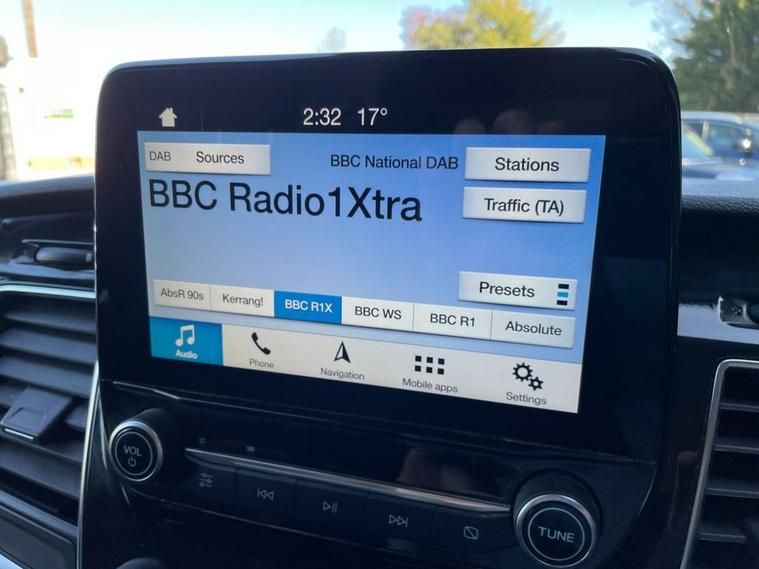 2:32 17°
DAB Sources
BBC National DAB
Stations
BBC Radio1Xtra
Traffic (TA)
Presets
AbsR 90s
Kerrang!
BBC R1X
BBC WS
BBC R1
Absolute
Audio
Phone
Navigation
Mobile apps
Settings
VOL
TUNE